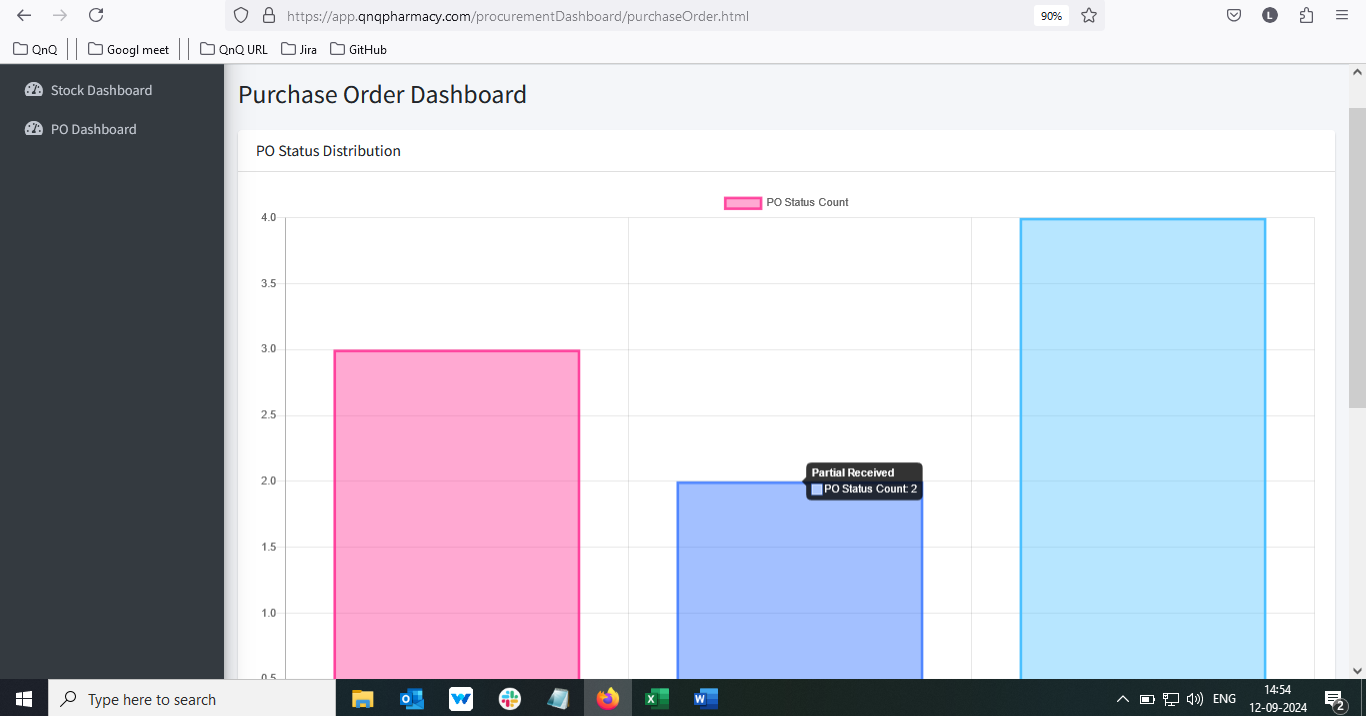 https://app.qnqpharmacy.com/procurementDashboard/purchaseOrder.html
90%
L
QnQ
Googl meet
QnQ URL
Jira
GitHub
Stock Dashboard
PO Dashboard
Purchase Order Dashboard
PO Status Distribution
PO Status Count
4.0
3.5
3.0
2.5
2.0
1.5
1.0
0.5
Partial Received
PO Status Count: 2
Type here to search
ENG
14:54
12-09-2024
2